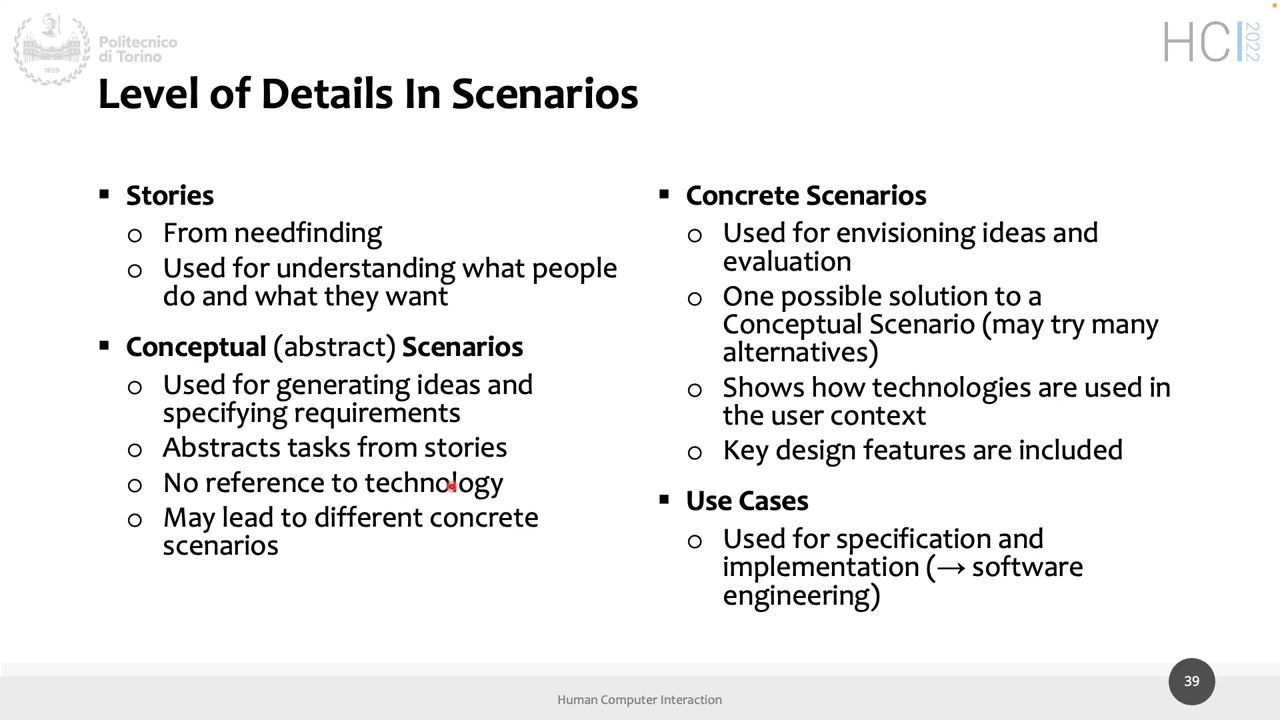 Politecnico
di Torino
1859
HCI 2022
Level of Details In Scenarios
▪ Stories
o From needfinding
o Used for understanding what people
do and what they want
▪ Conceptual (abstract) Scenarios
o Used for generating ideas and
specifying requirements
o Abstracts tasks from stories
o No reference to technology
o May lead to different concrete
scenarios
▪ Concrete Scenarios
o Used for envisioning ideas and
evaluation
o One possible solution to a
Conceptual Scenario (may try many
alternatives)
o Shows how technologies are used in
the user context
o Key design features are included
▪ Use Cases
o Used for specification and
implementation (→ software
engineering)
Human Computer Interaction
39